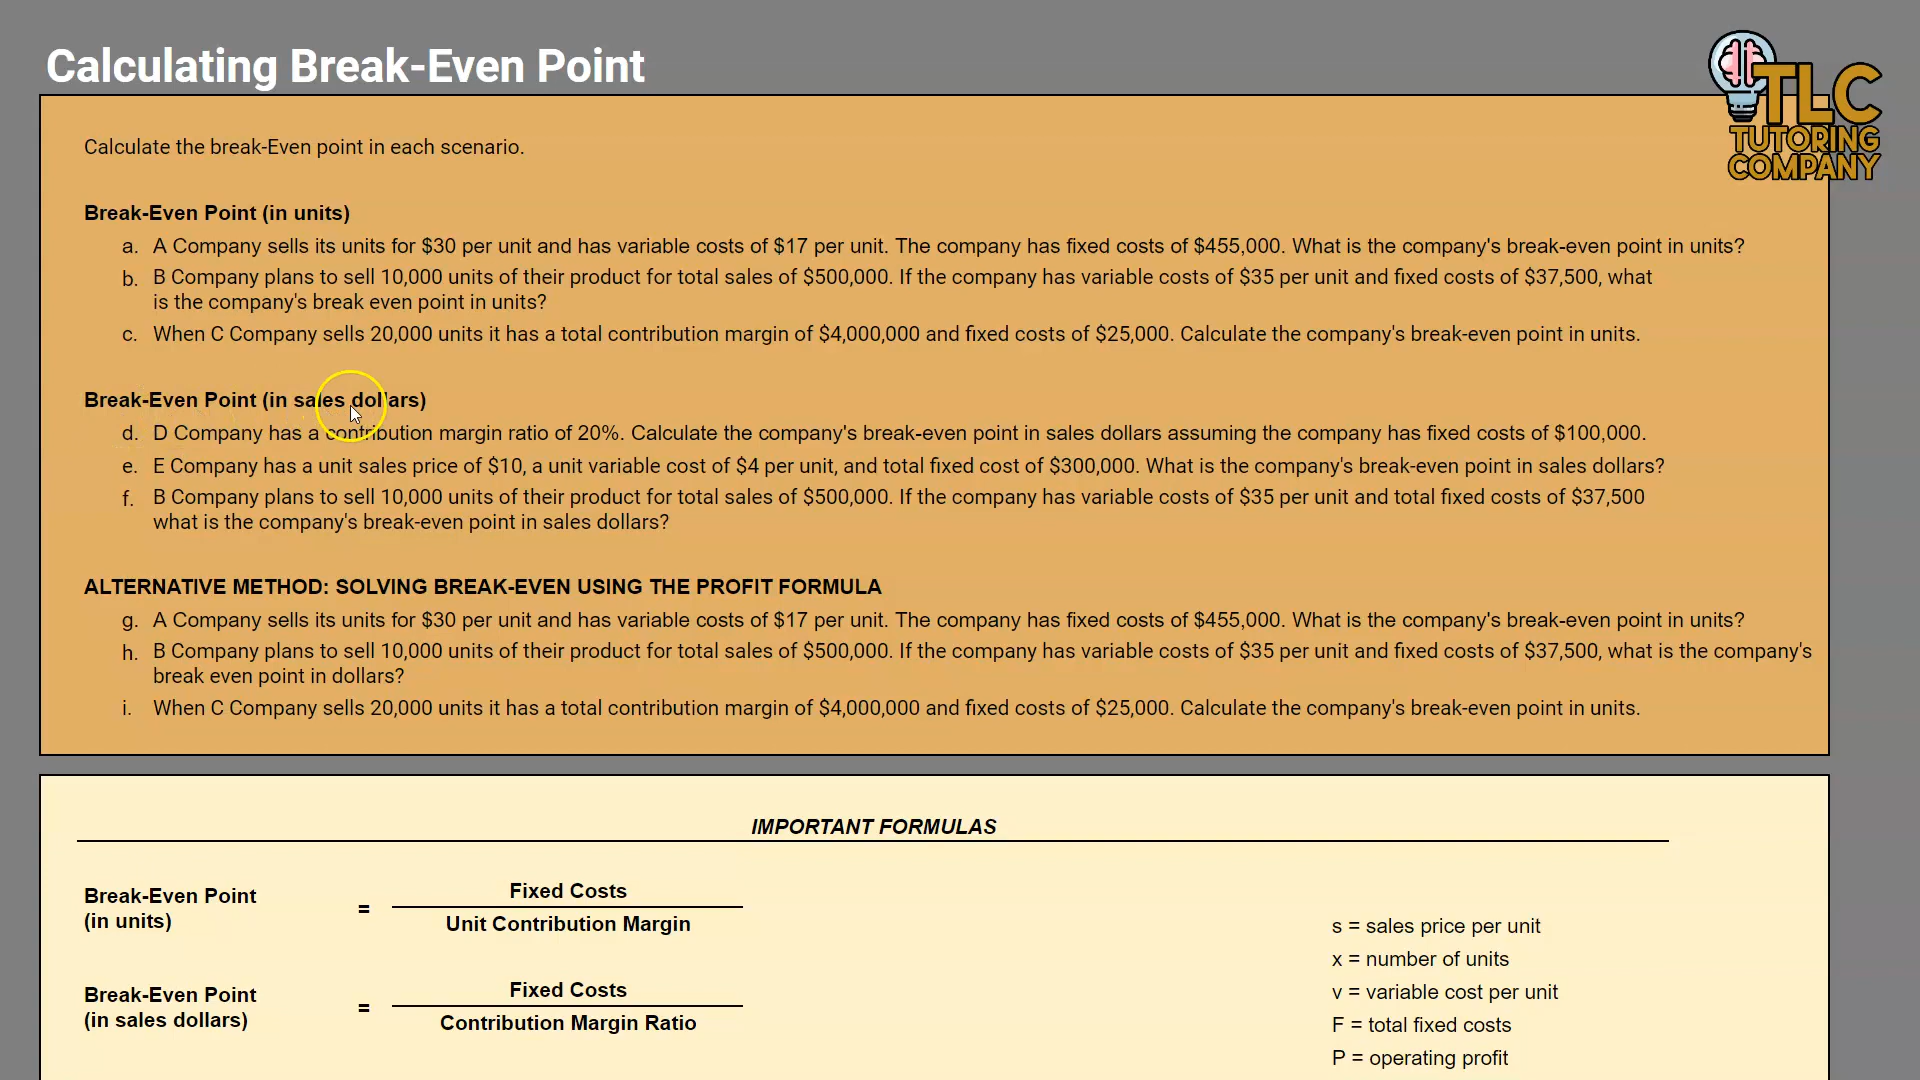 Calculating Break-Even Point
TLC
TUTORING
COMPANY
Calculate the break-Even point in each scenario.
Break-Even Point (in units)
a. A Company sells its units for $30 per unit and has variable costs of $17 per unit. The company has fixed costs of $455,000. What is the company's break-even point in units?
b. B Company plans to sell 10,000 units of their product for total sales of $500,000. If the company has variable costs of $35 per unit and fixed costs of $37,500, what
is the company's break even point in units?
c. When C Company sells 20,000 units it has a total contribution margin of $4,000,000 and fixed costs of $25,000. Calculate the company's break-even point in units.
Break-Even Point (in sales dollars)
d. D Company has a contribution margin ratio of 20%. Calculate the company's break-even point in sales dollars assuming the company has fixed costs of $100,000.
e. E Company has a unit sales price of $10, a unit variable cost of $4 per unit, and total fixed cost of $300,000. What is the company's break-even point in sales dollars?
f. B Company plans to sell 10,000 units of their product for total sales of $500,000. If the company has variable costs of $35 per unit and total fixed costs of $37,500
what is the company's break-even point in sales dollars?
ALTERNATIVE METHOD: SOLVING BREAK-EVEN USING THE PROFIT FORMULA
g. A Company sells its units for $30 per unit and has variable costs of $17 per unit. The company has fixed costs of $455,000. What is the company's break-even point in units?
h. B Company plans to sell 10,000 units of their product for total sales of $500,000. If the company has variable costs of $35 per unit and fixed costs of $37,500, what is the company's
break even point in dollars?
i. When C Company sells 20,000 units it has a total contribution margin of $4,000,000 and fixed costs of $25,000. Calculate the company's break-even point in units.
IMPORTANT FORMULAS
Break-Even Point
(in units)
=
Fixed Costs
Unit Contribution Margin
Break-Even Point
(in sales dollars)
=
Fixed Costs
Contribution Margin Ratio
s = sales price per unit
x = number of units
v = variable cost per unit
F = total fixed costs
P = operating profit